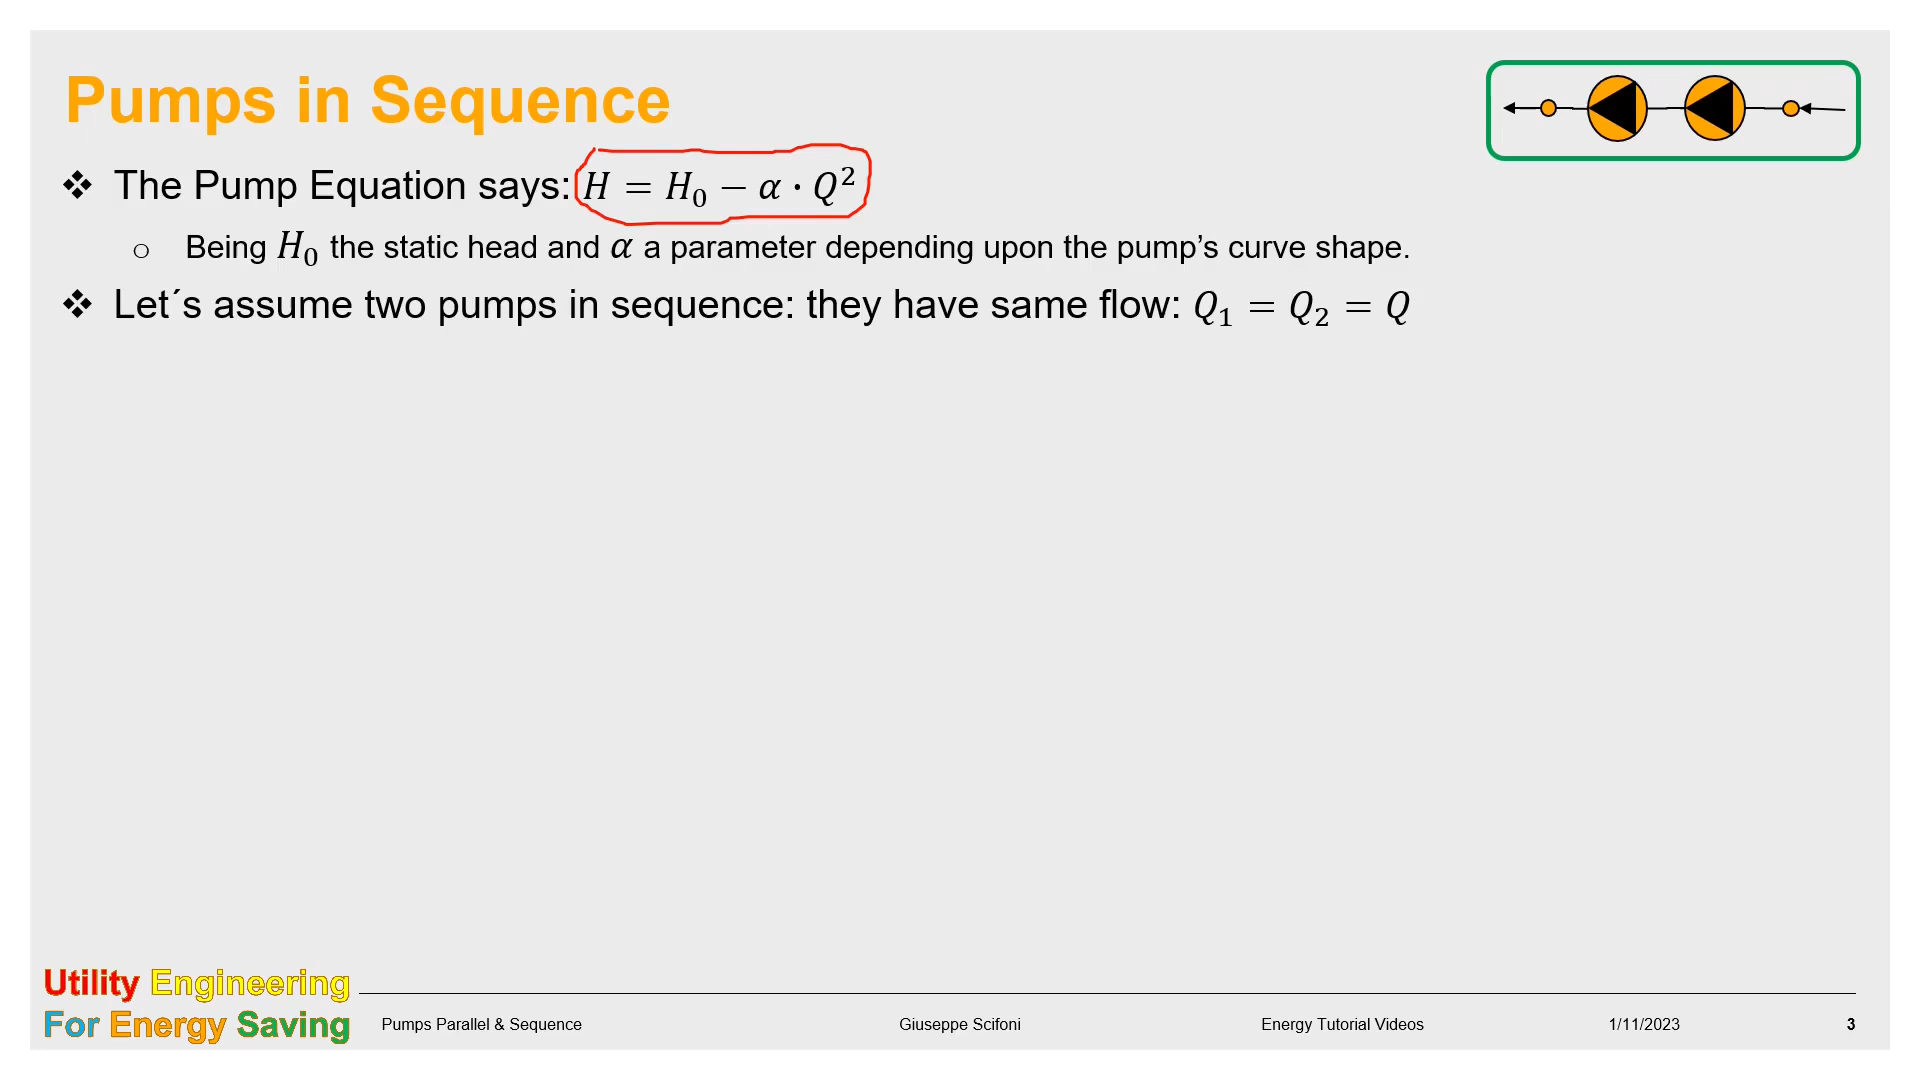 Pumps in Sequence
❖ The Pump Equation says: H = H₀ − α · Q²
o Being H₀ the static head and α a parameter depending upon the pump’s curve shape.
❖ Let´s assume two pumps in sequence: they have same flow: Q₁ = Q₂ = Q
Utility Engineering
For Energy Saving
Pumps Parallel & Sequence
Giuseppe Scifoni
Energy Tutorial Videos
1/11/2023
3